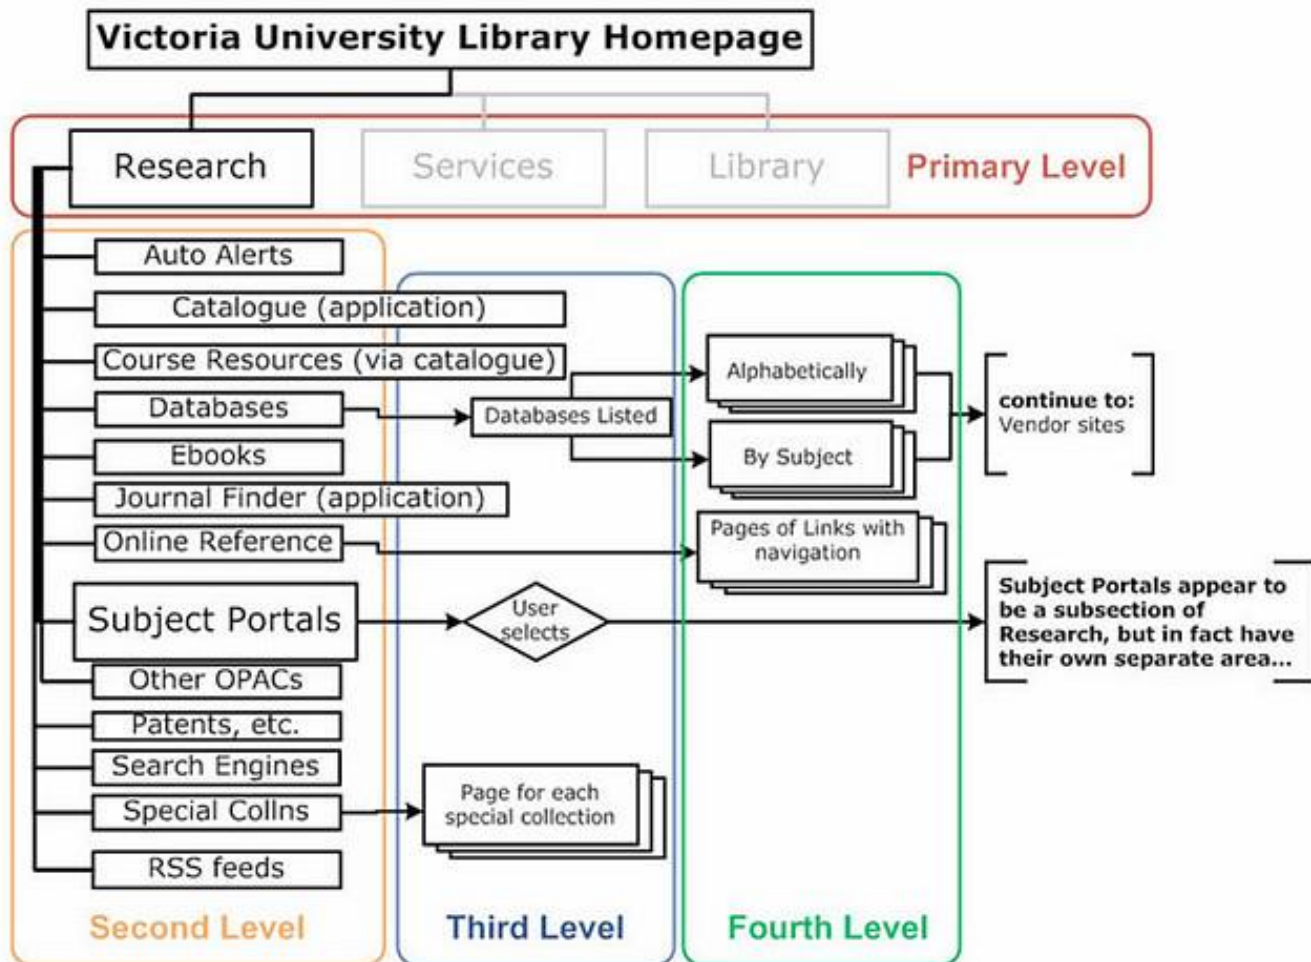 Victoria University Library Homepage
Research
Services
Library
Primary Level
Auto Alerts
Catalogue (application)
Course Resources (via catalogue)
Databases
Ebooks
Journal Finder (application)
Online Reference
Subject Portals
Other OPACs
Patents, etc.
Search Engines
Special Collns
RSS feeds
Second Level
Databases Listed
User
selects
Page for each
special collection
Third Level
Alphabetically
By Subject
Pages of Links with
navigation
Fourth Level
continue to:
Vendor sites
Subject Portals appear to
be a subsection of
Research, but in fact have
their own separate area...